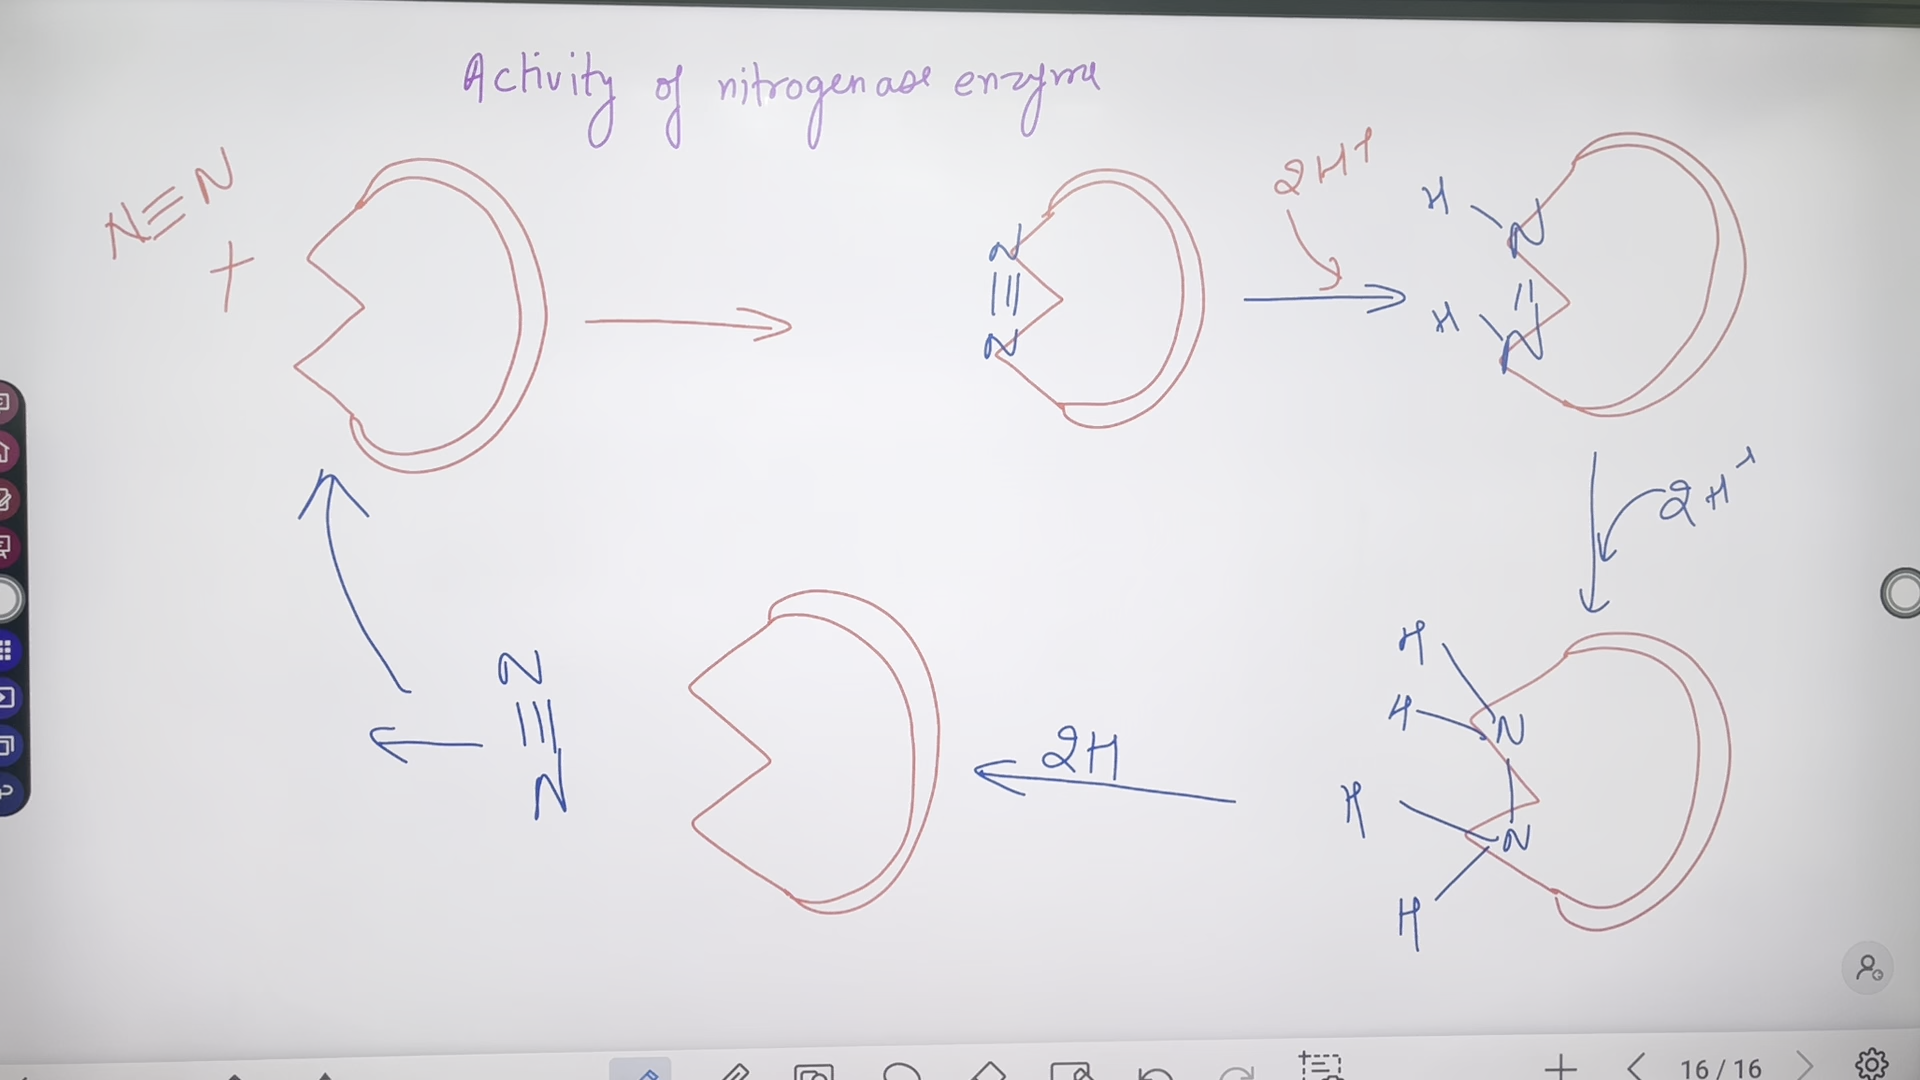 Activity of nitrogenase enzyme
N≡N
+
N
|||
N
2H+
H
N
||
H
N
2H+
H
H
N
|
N
H
H
2H
N
|||
N
16/16